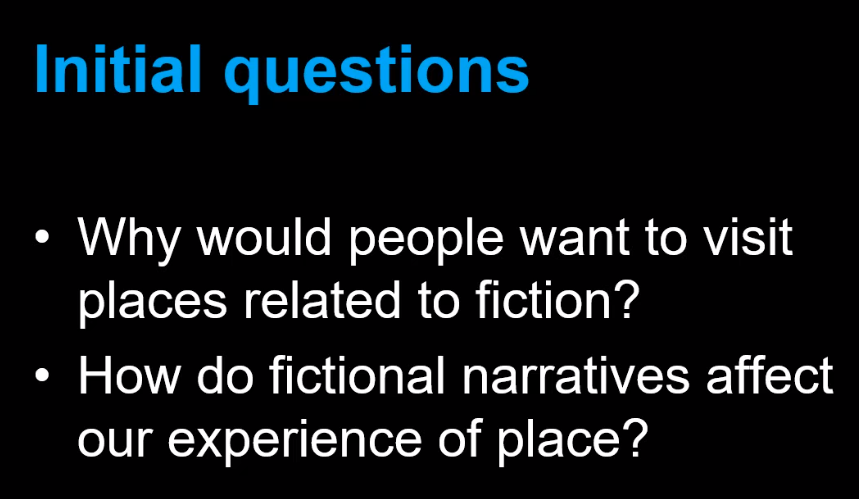 Initial questions
• Why would people want to visit
places related to fiction?
• How do fictional narratives affect
our experience of place?